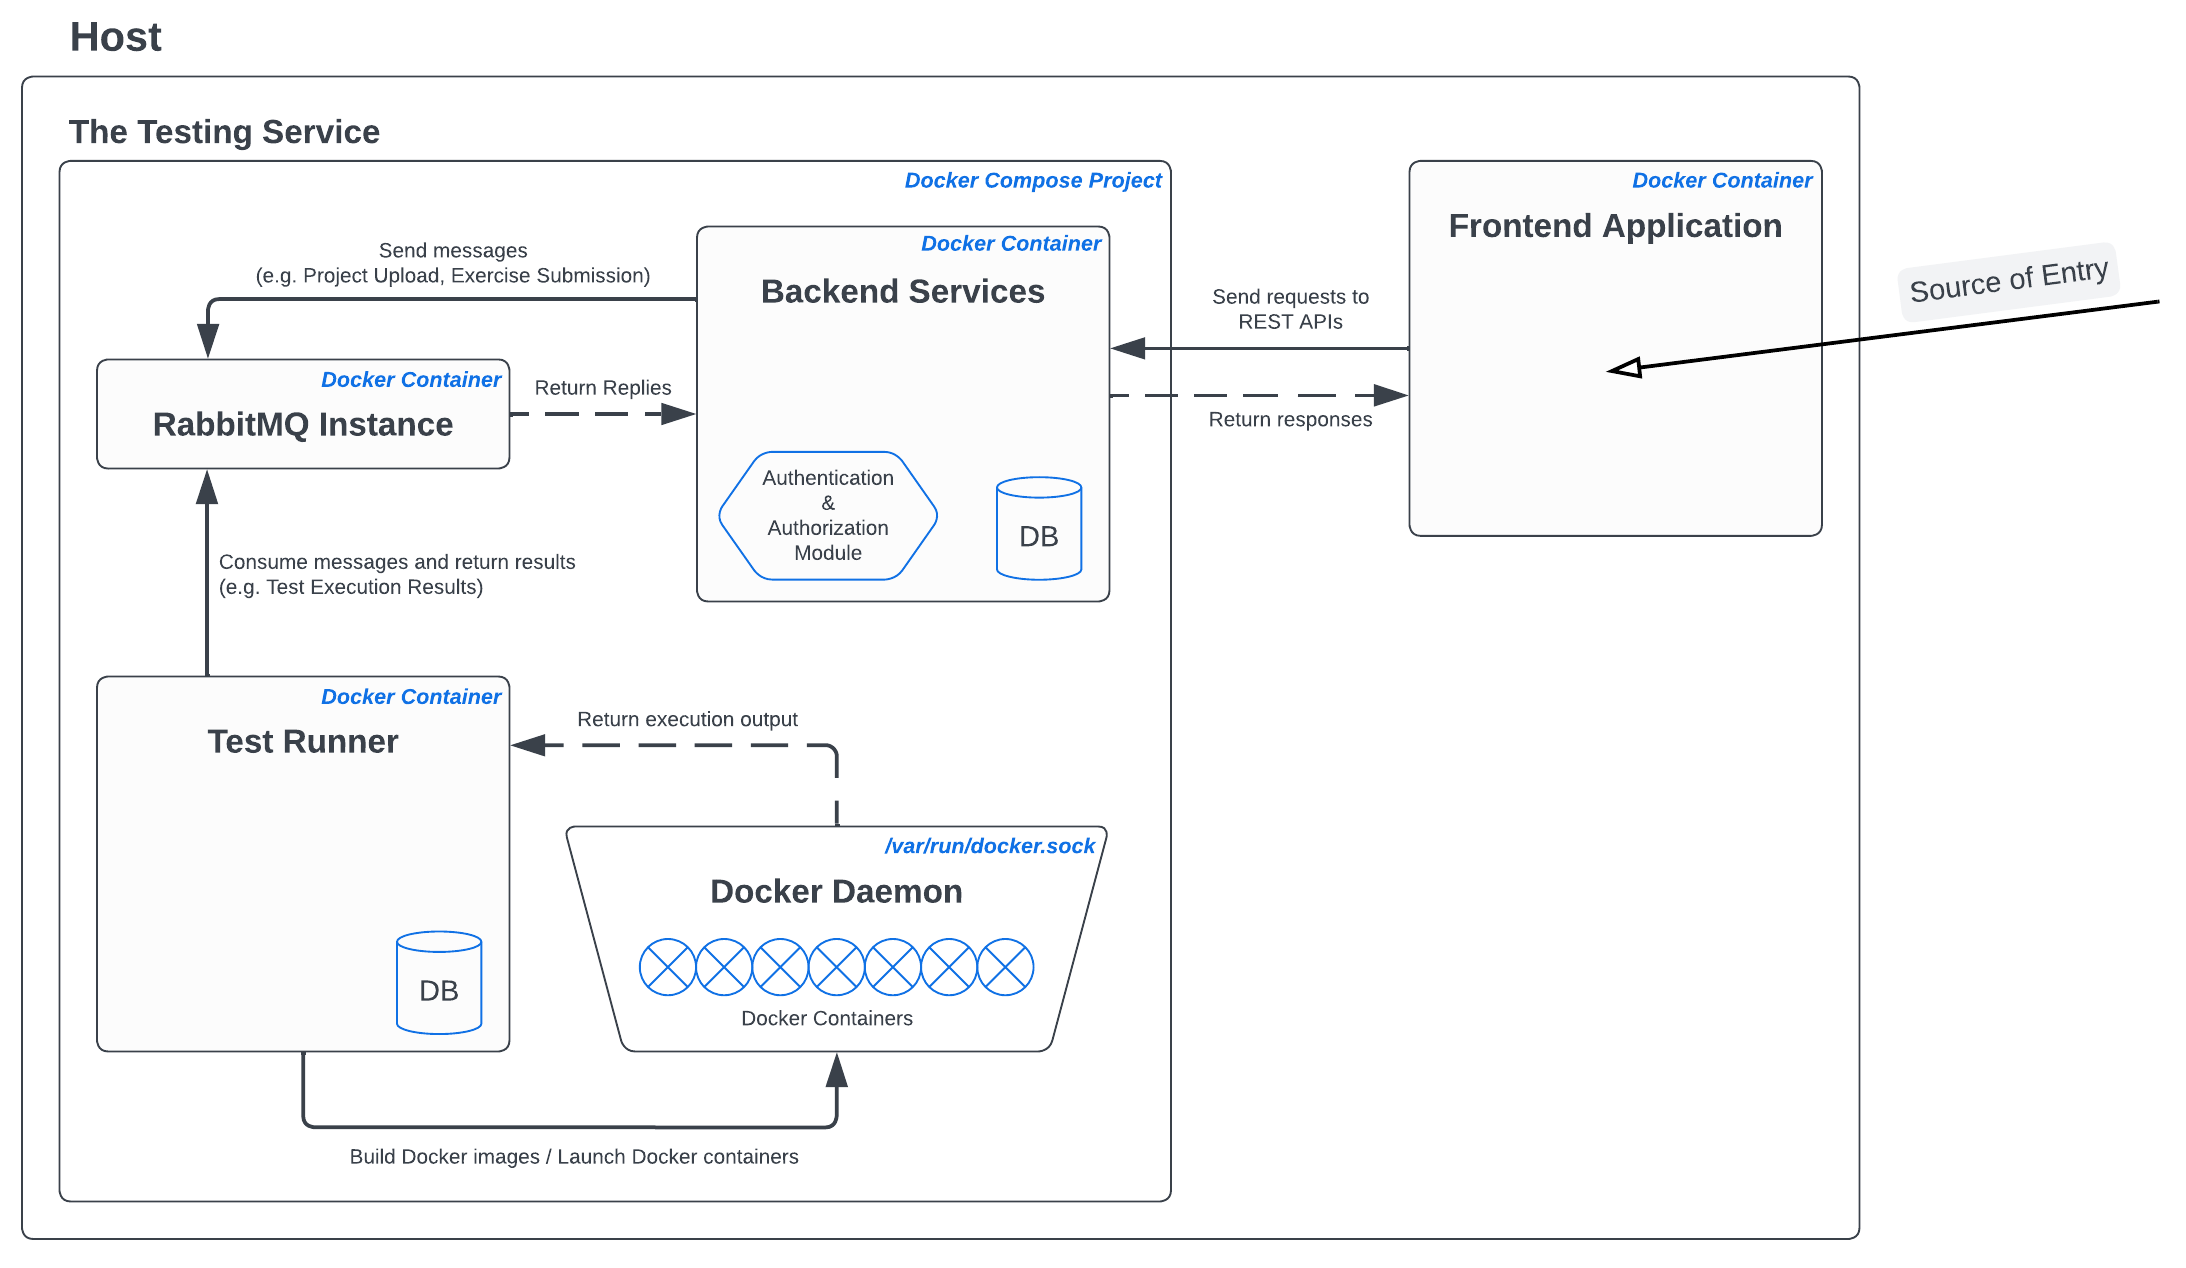 Host
The Testing Service
Docker Compose Project
Docker Container
Frontend Application
Source of Entry
Send messages
(e.g. Project Upload, Exercise Submission)
Docker Container
Backend Services
Send requests to
REST APIs
Return responses
Docker Container
RabbitMQ Instance
Return Replies
Authentication
&
Authorization
Module
DB
Consume messages and return results
(e.g. Test Execution Results)
Docker Container
Test Runner
DB
Return execution output
/var/run/docker.sock
Docker Daemon
Docker Containers
Build Docker images / Launch Docker containers